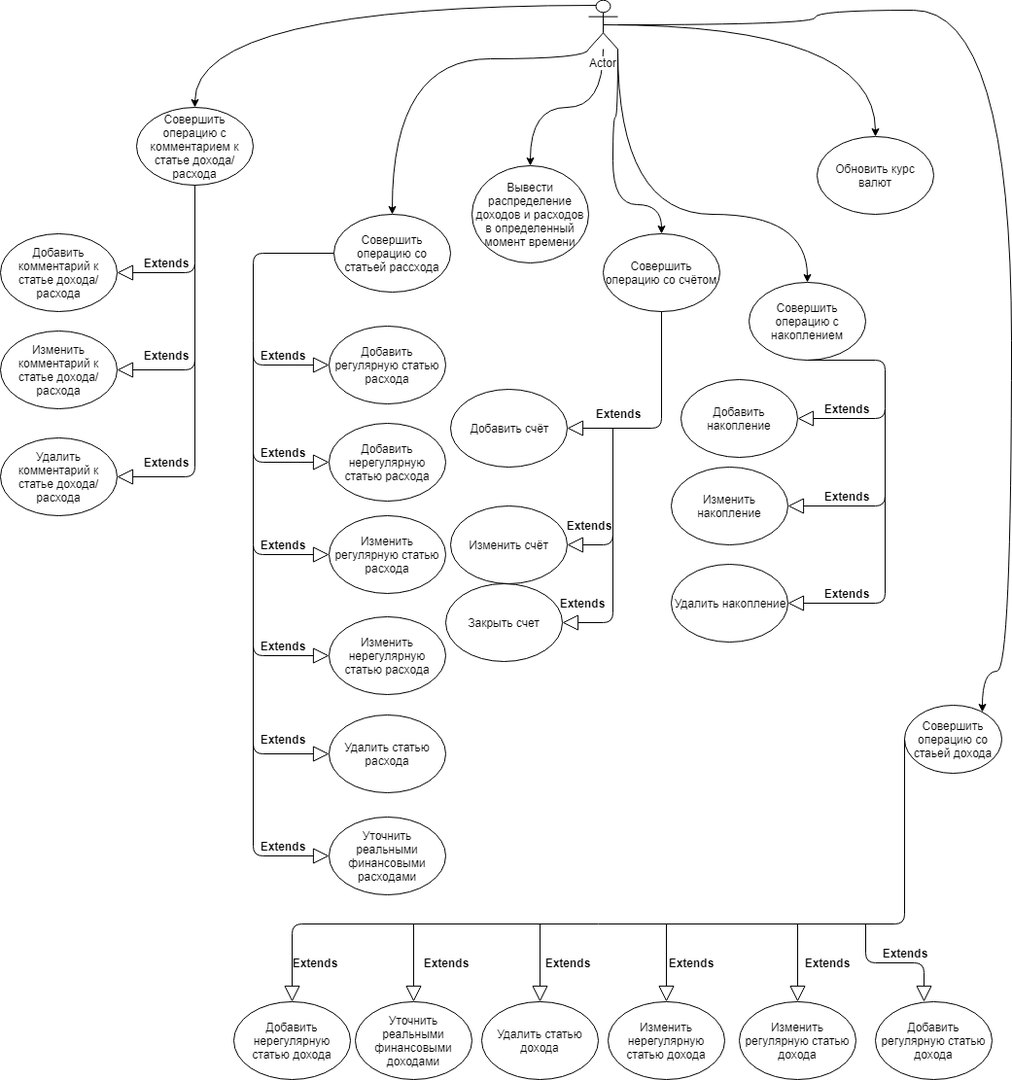 Actor
Совершить
операцию с
комментарием к
статье дохода/
расхода
Extends
Добавить
комментарий к
статье дохода/
расхода
Extends
Изменить
комментарий к
статье дохода/
расхода
Extends
Удалить
комментарий к
статье дохода/
расхода
Совершить
операцию со
статьей рассхода
Extends
Добавить
регулярную статью
расхода
Extends
Добавить
нерегулярную
статью расхода
Extends
Изменить
регулярную статью
расхода
Extends
Изменить
нерегулярную
статью расхода
Extends
Удалить статью
расхода
Extends
Уточнить
реальными
финансовыми
расходами
Вывести
распределение
доходов и расходов
в определенный
момент времени
Совершить
операцию со счётом
Extends
Добавить счёт
Extends
Изменить счёт
Extends
Закрыть счет
Совершить
операцию с
накоплением
Extends
Добавить
накопление
Extends
Изменить
накопление
Extends
Удалить накопление
Обновить курс
валют
Совершить
операцию со
стаьей дохода
Extends
Extends
Extends
Extends
Extends
Extends
Добавить
нерегулярную
статью дохода
Уточнить
реальными
финансовыми
доходами
Удалить статью
дохода
Изменить
нерегулярную
статью дохода
Изменить
регулярную статью
дохода
Добавить
регулярную статью
дохода